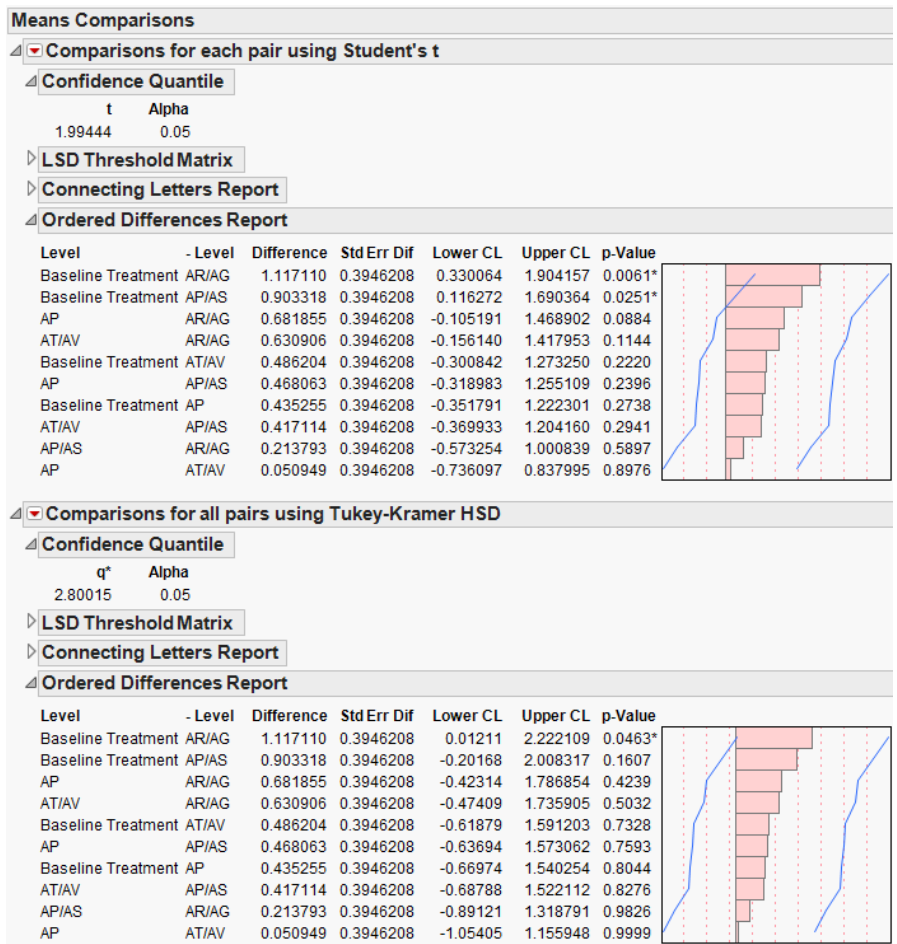 Means Comparisons
Comparisons for each pair using Student's t
Confidence Quantile
t Alpha
1.99444 0.05
LSD Threshold Matrix
Connecting Letters Report
Ordered Differences Report
Level - Level Difference Std Err Dif Lower CL Upper CL p-Value
Baseline Treatment AR/AG 1.117110 0.3946208 0.330064 1.904157 0.0061*
Baseline Treatment AP/AS 0.903318 0.3946208 0.116272 1.690364 0.0251*
AP AR/AG 0.681855 0.3946208 -0.105191 1.468902 0.0884
AT/AV AR/AG 0.630906 0.3946208 -0.156140 1.417953 0.1144
Baseline Treatment AT/AV 0.486204 0.3946208 -0.300842 1.273250 0.2220
AP AP/AS 0.468063 0.3946208 -0.318983 1.255109 0.2396
Baseline Treatment AP 0.435255 0.3946208 -0.351791 1.222301 0.2738
AT/AV AP/AS 0.417114 0.3946208 -0.369933 1.204160 0.2941
AP/AS AR/AG 0.213793 0.3946208 -0.573254 1.000839 0.5897
AP AT/AV 0.050949 0.3946208 -0.736097 0.837995 0.8976
Comparisons for all pairs using Tukey-Kramer HSD
Confidence Quantile
q* Alpha
2.80015 0.05
LSD Threshold Matrix
Connecting Letters Report
Ordered Differences Report
Level - Level Difference Std Err Dif Lower CL Upper CL p-Value
Baseline Treatment AR/AG 1.117110 0.3946208 0.01211 2.222109 0.0463*
Baseline Treatment AP/AS 0.903318 0.3946208 -0.20168 2.008317 0.1607
AP AR/AG 0.681855 0.3946208 -0.42314 1.786854 0.4239
AT/AV AR/AG 0.630906 0.3946208 -0.47409 1.735905 0.5032
Baseline Treatment AT/AV 0.486204 0.3946208 -0.61879 1.591203 0.7328
AP AP/AS 0.468063 0.3946208 -0.63694 1.573062 0.7593
Baseline Treatment AP 0.435255 0.3946208 -0.66974 1.540254 0.8044
AT/AV AP/AS 0.417114 0.3946208 -0.68788 1.522112 0.8276
AP/AS AR/AG 0.213793 0.3946208 -0.89121 1.318791 0.9826
AP AT/AV 0.050949 0.3946208 -1.05405 1.155948 0.9999